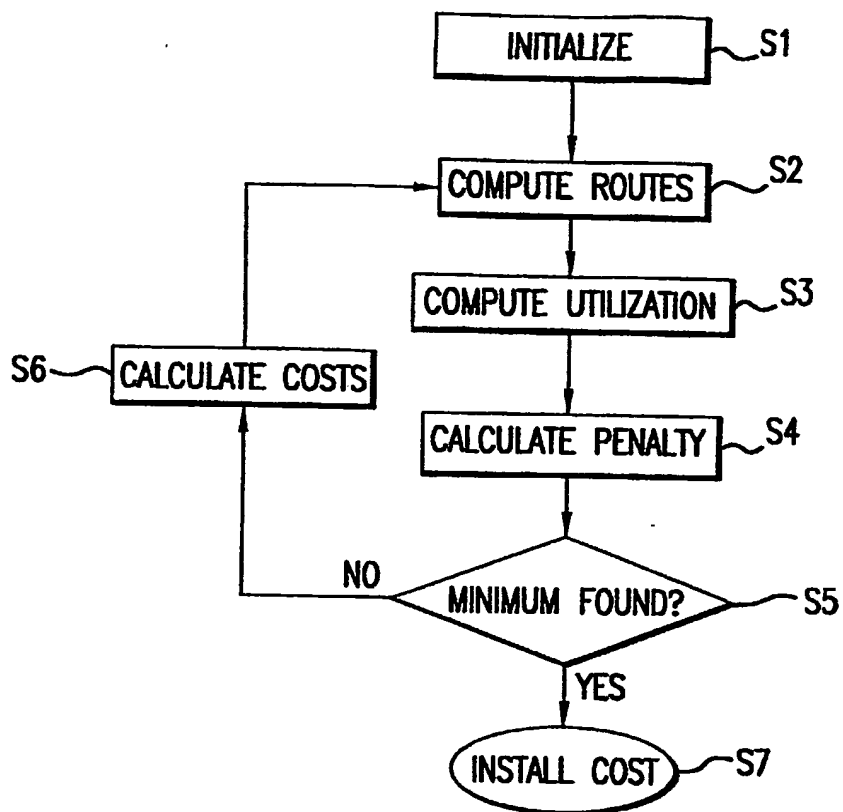 INITIALIZE S1
COMPUTE ROUTES S2
COMPUTE UTILIZATION S3
S6 CALCULATE COSTS
CALCULATE PENALTY S4
NO
MINIMUM FOUND? S5
YES
INSTALL COST S7